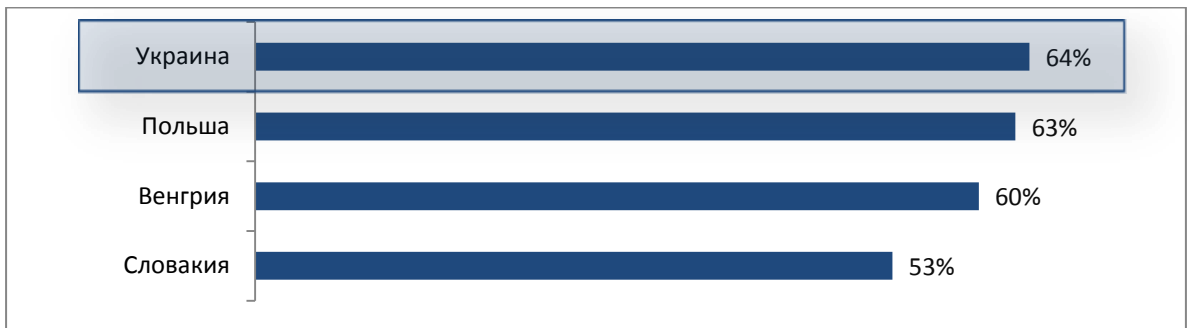 Украина 64%
Польша 63%
Венгрия 60%
Словакия 53%